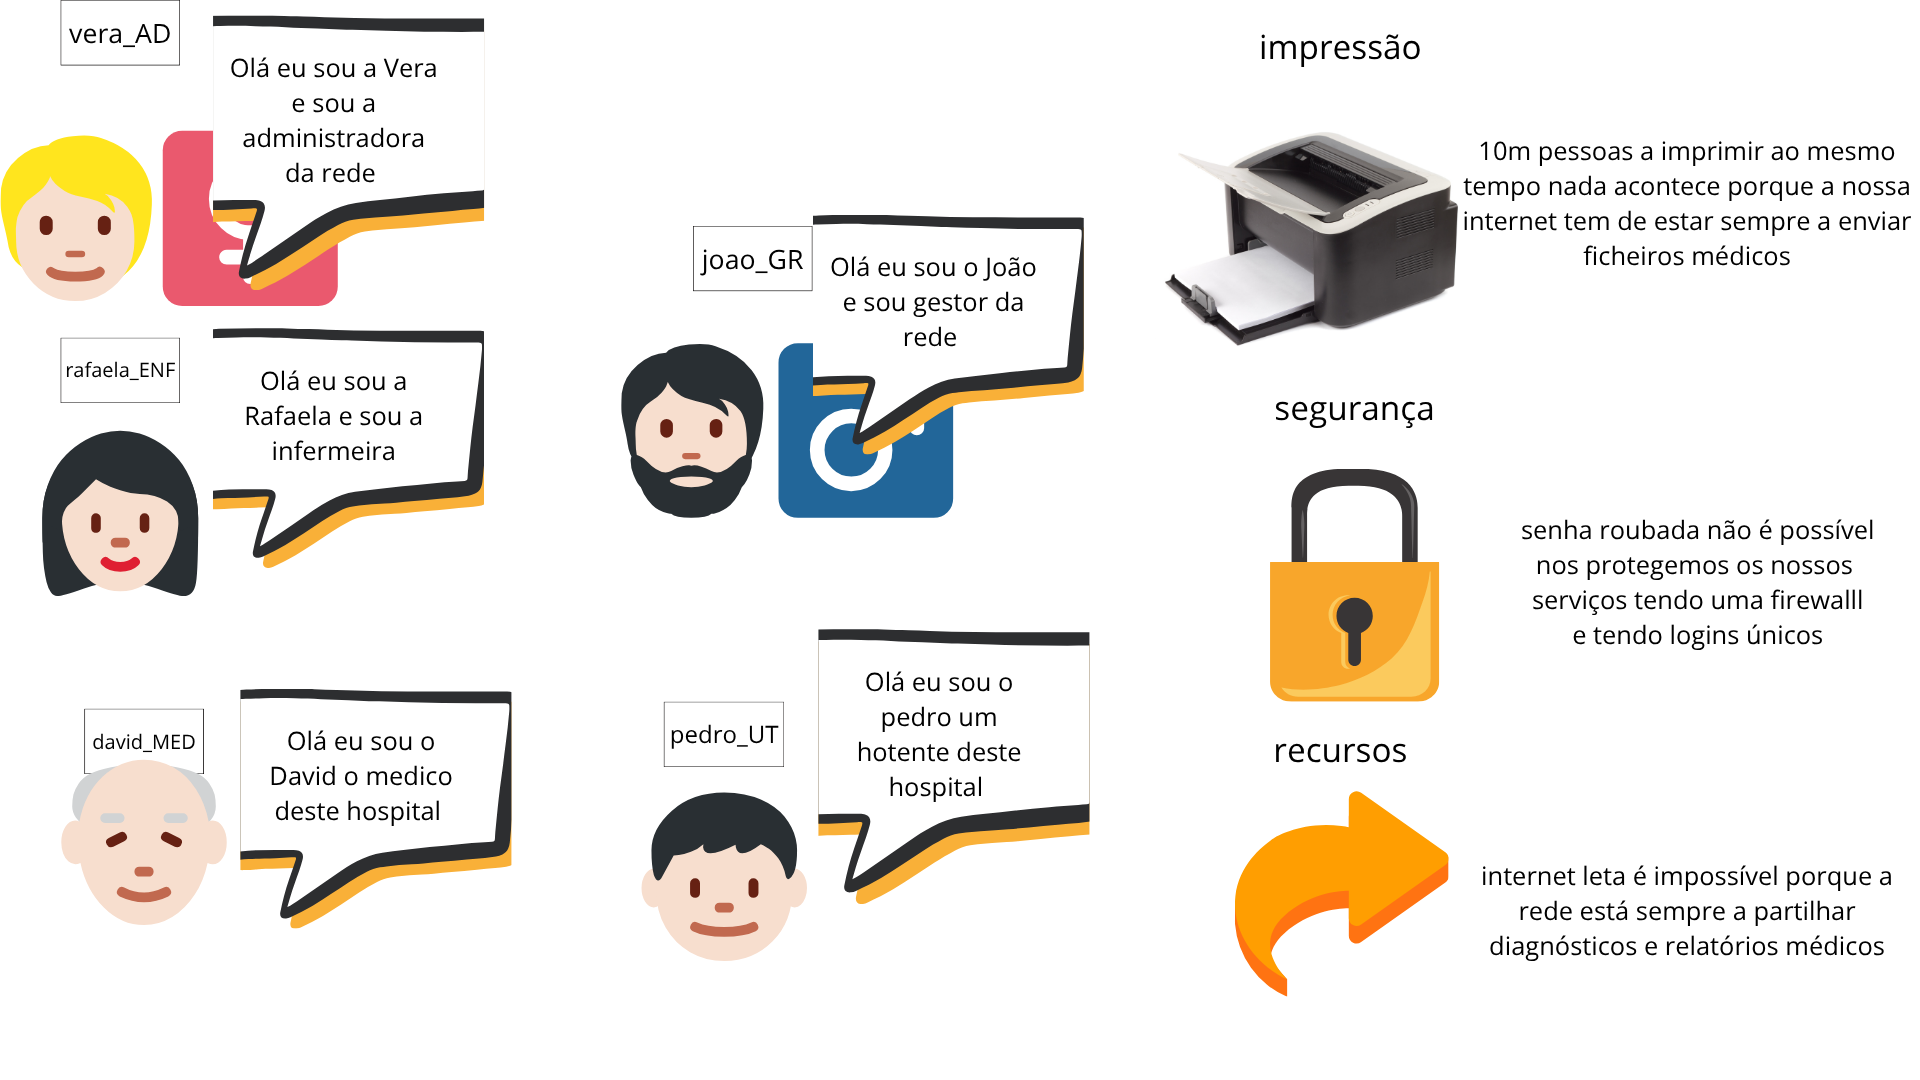 vera_AD
Olá eu sou a Vera
e sou a
administradora
da rede
rafaela_ENF
Olá eu sou a
Rafaela e sou a
infermeira
david_MED
Olá eu sou o
David o medico
deste hospital
joao_GR
Olá eu sou o João
e sou gestor da
rede
pedro_UT
Olá eu sou o
pedro um
hotente deste
hospital
impressão
10m pessoas a imprimir ao mesmo
tempo nada acontece porque a nossa
internet tem de estar sempre a enviar
ficheiros médicos
segurança
senha roubada não é possível
nos protegemos os nossos
serviços tendo uma firewalll
e tendo logins únicos
recursos
internet leta é impossível porque a
rede está sempre a partilhar
diagnósticos e relatórios médicos